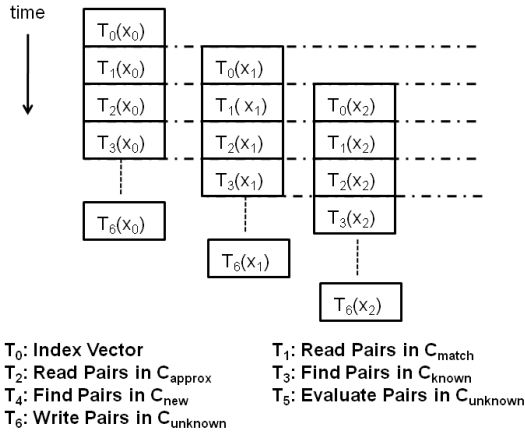 time
T0(x0)
T1(x0) T0(x1)
T2(x0) T1( x1) T0(x2)
T3(x0) T2(x1) T1(x2)
T3(x1) T2(x2)
T6(x0) T3(x2)
T6(x1)
T6(x2)
T0: Index Vector T1: Read Pairs in Cmatch
T2: Read Pairs in Capprox T3: Find Pairs in Cknown
T4: Find Pairs in Cnew T5: Evaluate Pairs in Cunknown
T6: Write Pairs in Cunknown